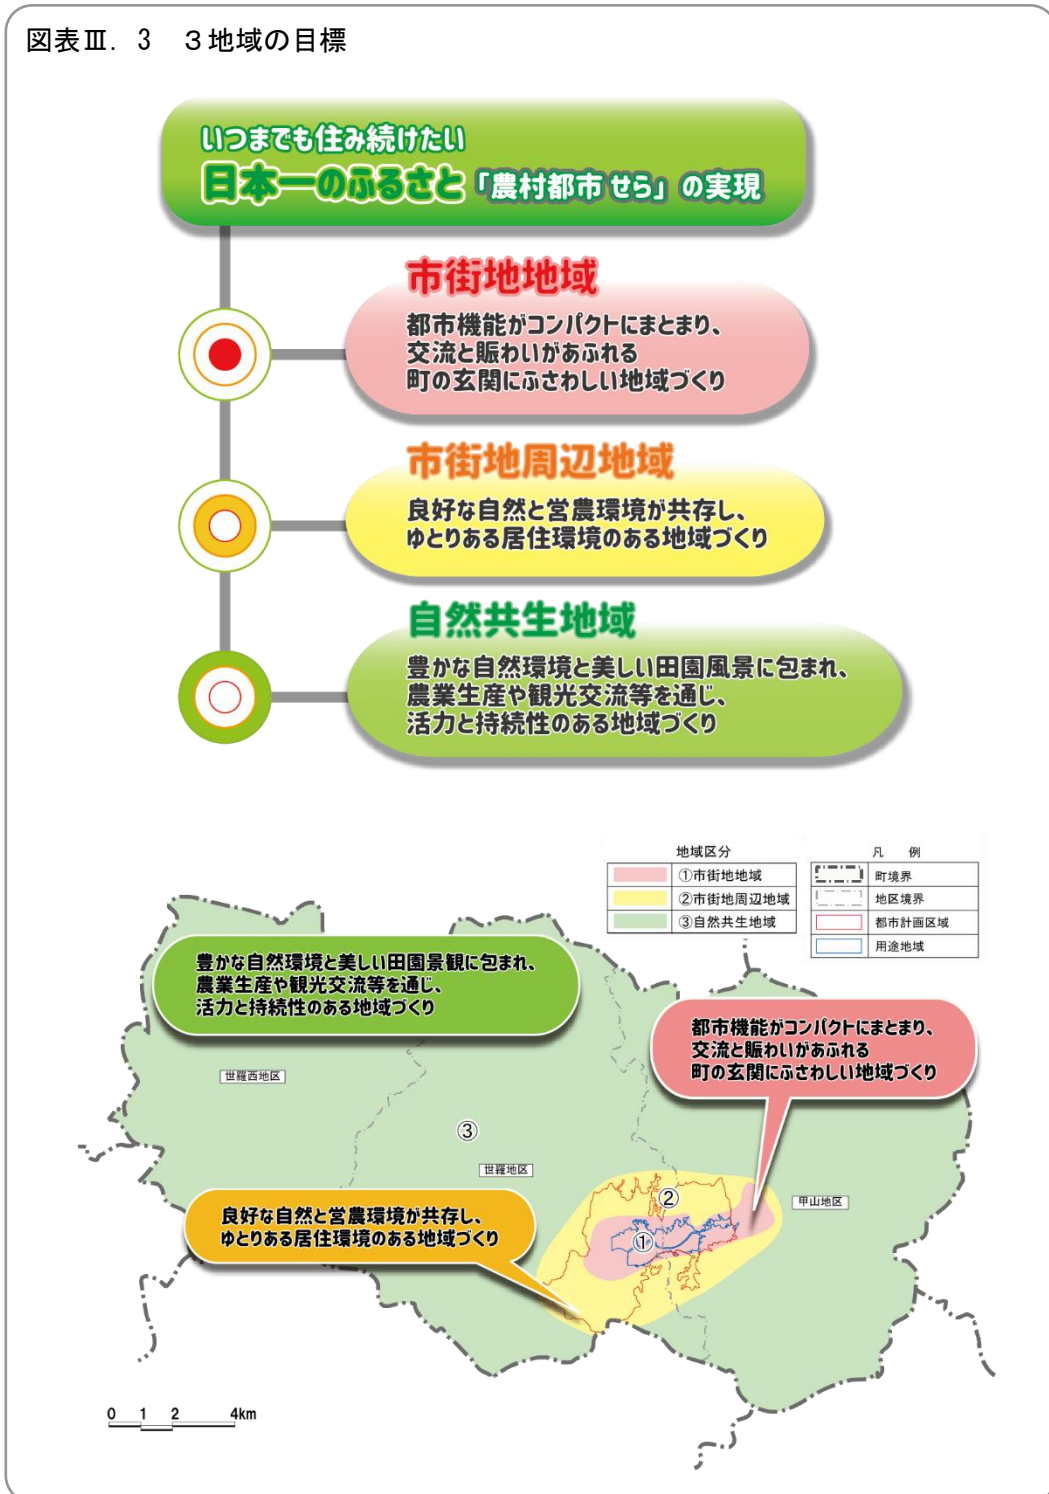 図表Ⅲ. 3 3地域の目標
いつまでも住み続けたい
日本一のふるさと「農村都市 せら」の実現
市街地地域
都市機能がコンパクトにまとまり、
交流と賑わいがあふれる
町の玄関にふさわしい地域づくり
市街地周辺地域
良好な自然と営農環境が共存し、
ゆとりある居住環境のある地域づくり
自然共生地域
豊かな自然環境と美しい田園風景に包まれ、
農業生産や観光交流等を通じ、
活力と持続性のある地域づくり
地域区分
①市街地地域
②市街地周辺地域
③自然共生地域
凡 例
町境界
地区境界
都市計画区域
用途地域
豊かな自然環境と美しい田園景観に包まれ、
農業生産や観光交流等を通じ、
活力と持続性のある地域づくり
都市機能がコンパクトにまとまり、
交流と賑わいがあふれる
町の玄関にふさわしい地域づくり
世羅西地区
③
世羅地区
②
甲山地区
①
良好な自然と営農環境が共存し、
ゆとりある居住環境のある地域づくり
0 1 2 4km